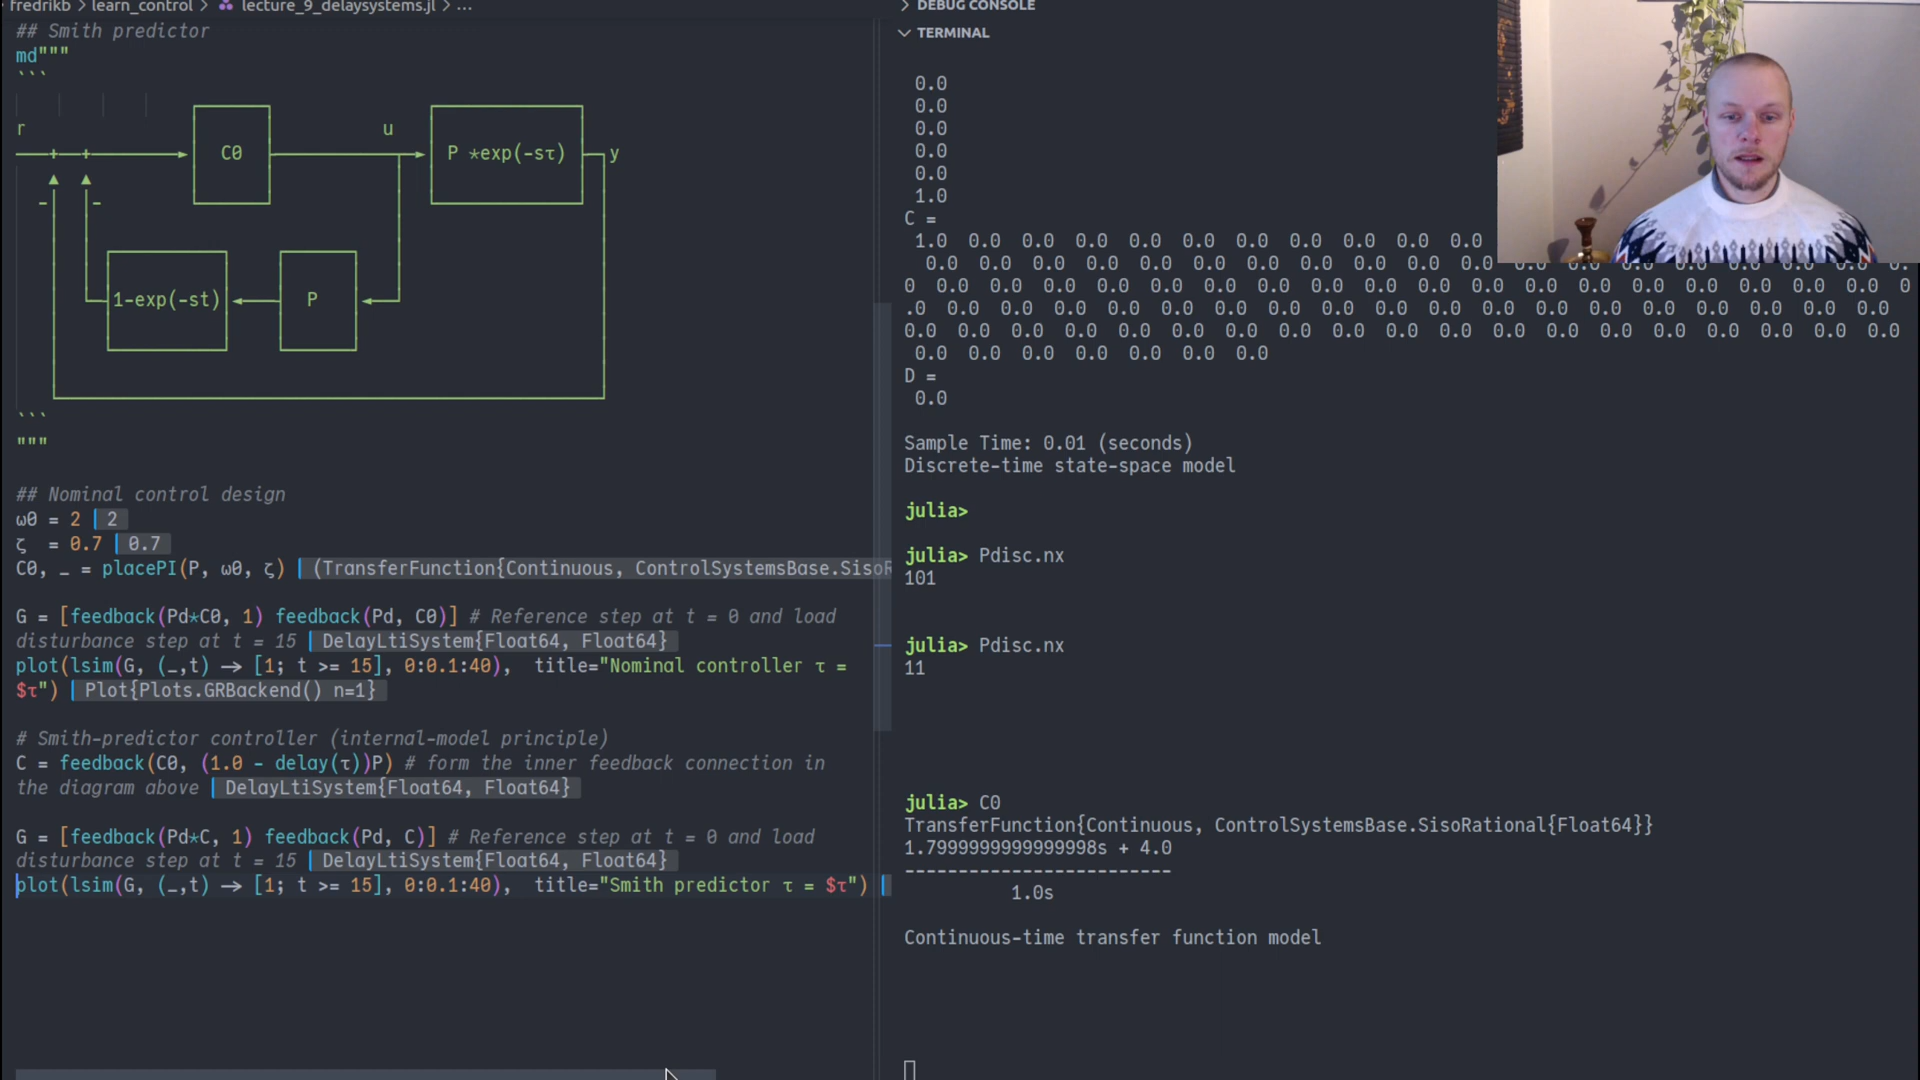 fredrikb > learn_control > lecture_9_delaysystems.jl > ...
## Smith predictor
md"""
```
r
u
C0
P *exp(-sτ)
y
+ +
- -
1-exp(-st)
P
```
"""
## Nominal control design
ω0 = 2 2
ζ = 0.7 0.7
C0, _ = placePI(P, ω0, ζ) (TransferFunction{Continuous, ControlSystemsBase.SisoR
G = [feedback(Pd*C0, 1) feedback(Pd, C0)] # Reference step at t = 0 and load
disturbance step at t = 15 DelayLtiSystem{Float64, Float64}
plot(lsim(G, (_,t) -> [1; t >= 15], 0:0.1:40), title="Nominal controller τ =
$τ") Plot{Plots.GRBackend() n=1}
# Smith-predictor controller (internal-model principle)
C = feedback(C0, (1.0 - delay(τ))P) # form the inner feedback connection in
the diagram above DelayLtiSystem{Float64, Float64}
G = [feedback(Pd*C, 1) feedback(Pd, C)] # Reference step at t = 0 and load
disturbance step at t = 15 DelayLtiSystem{Float64, Float64}
plot(lsim(G, (_,t) -> [1; t >= 15], 0:0.1:40), title="Smith predictor τ = $τ")
DEBUG CONSOLE
TERMINAL
0.0
0.0
0.0
0.0
0.0
1.0
C =
1.0 0.0 0.0 0.0 0.0 0.0 0.0 0.0 0.0 0.0 0.0
0.0 0.0 0.0 0.0 0.0 0.0 0.0 0.0 0.0 0.0 0.0 0.0 0.0 0.0 0.0 0.0 0.0 0.0 0.
0 0.0 0.0 0.0 0.0 0.0 0.0 0.0 0.0 0.0 0.0 0.0 0.0 0.0 0.0 0.0 0.0 0.0 0.0 0
.0 0.0 0.0 0.0 0.0 0.0 0.0 0.0 0.0 0.0 0.0 0.0 0.0 0.0 0.0 0.0 0.0 0.0 0.0
0.0 0.0 0.0 0.0 0.0 0.0 0.0 0.0 0.0 0.0 0.0 0.0 0.0 0.0 0.0 0.0 0.0 0.0 0.0
0.0 0.0 0.0 0.0 0.0 0.0 0.0
D =
0.0
Sample Time: 0.01 (seconds)
Discrete-time state-space model
julia>
julia> Pdisc.nx
101
julia> Pdisc.nx
11
julia> C0
TransferFunction{Continuous, ControlSystemsBase.SisoRational{Float64}}
1.7999999999999998s + 4.0
-------------------------
1.0s
Continuous-time transfer function model